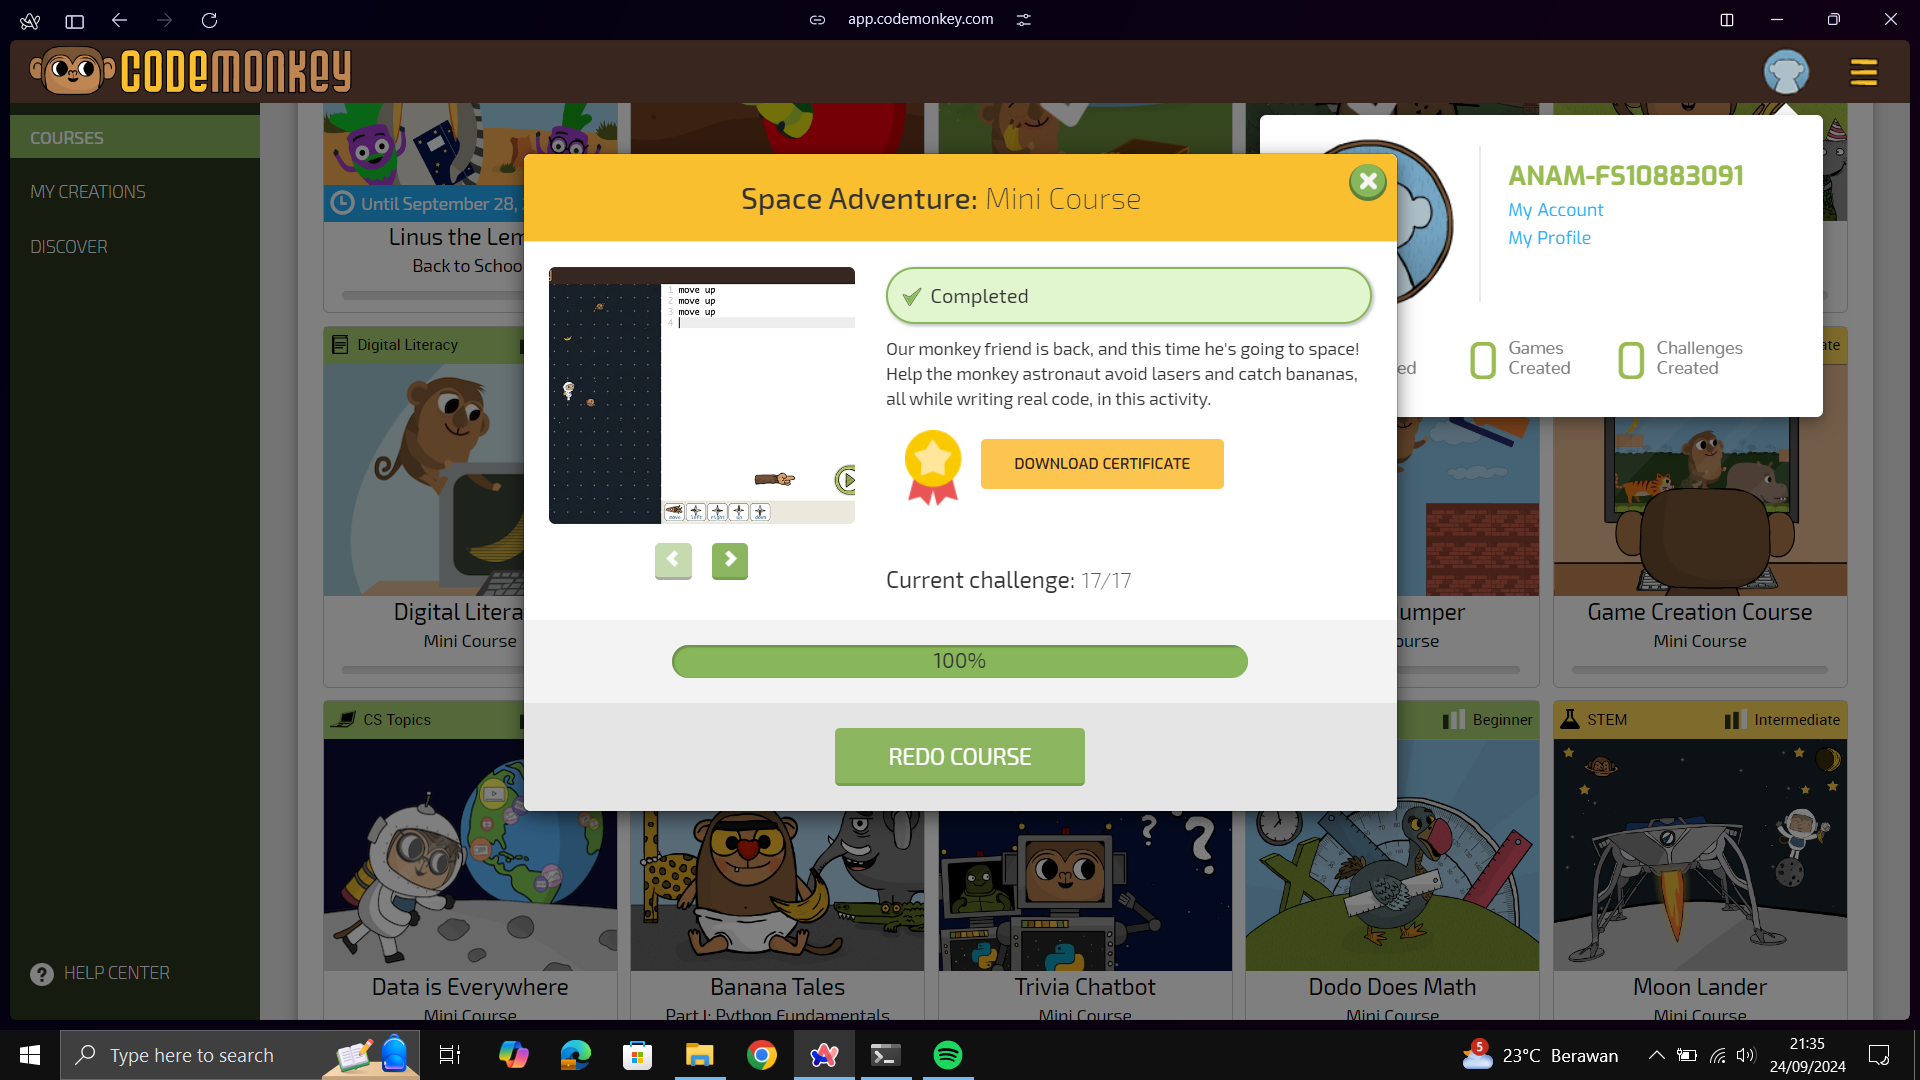 app.codemonkey.com
CODEMONKEY
COURSES
MY CREATIONS
DISCOVER
HELP CENTER
Until September 28,
Linus the Lem
Back to Schoo
ANAM-FS10883091
My Account
My Profile
ed
0 Games Created
0 Challenges Created
Space Adventure: Mini Course
1 move up
2 move up
3 move up
4
move left right up down
Completed
Our monkey friend is back, and this time he's going to space!
Help the monkey astronaut avoid lasers and catch bananas,
all while writing real code, in this activity.
DOWNLOAD CERTIFICATE
Current challenge: 17/17
100%
REDO COURSE
Digital Literacy
Digital Litera
Mini Course
umper
ourse
ate
Game Creation Course
Mini Course
CS Topics
Data is Everywhere
Mini Course
Banana Tales
Part I: Python Fundamentals
Trivia Chatbot
Mini Course
Beginner
Dodo Does Math
Mini Course
STEM
Intermediate
Moon Lander
Mini Course
Type here to search
5
23°C Berawan
21:35
24/09/2024